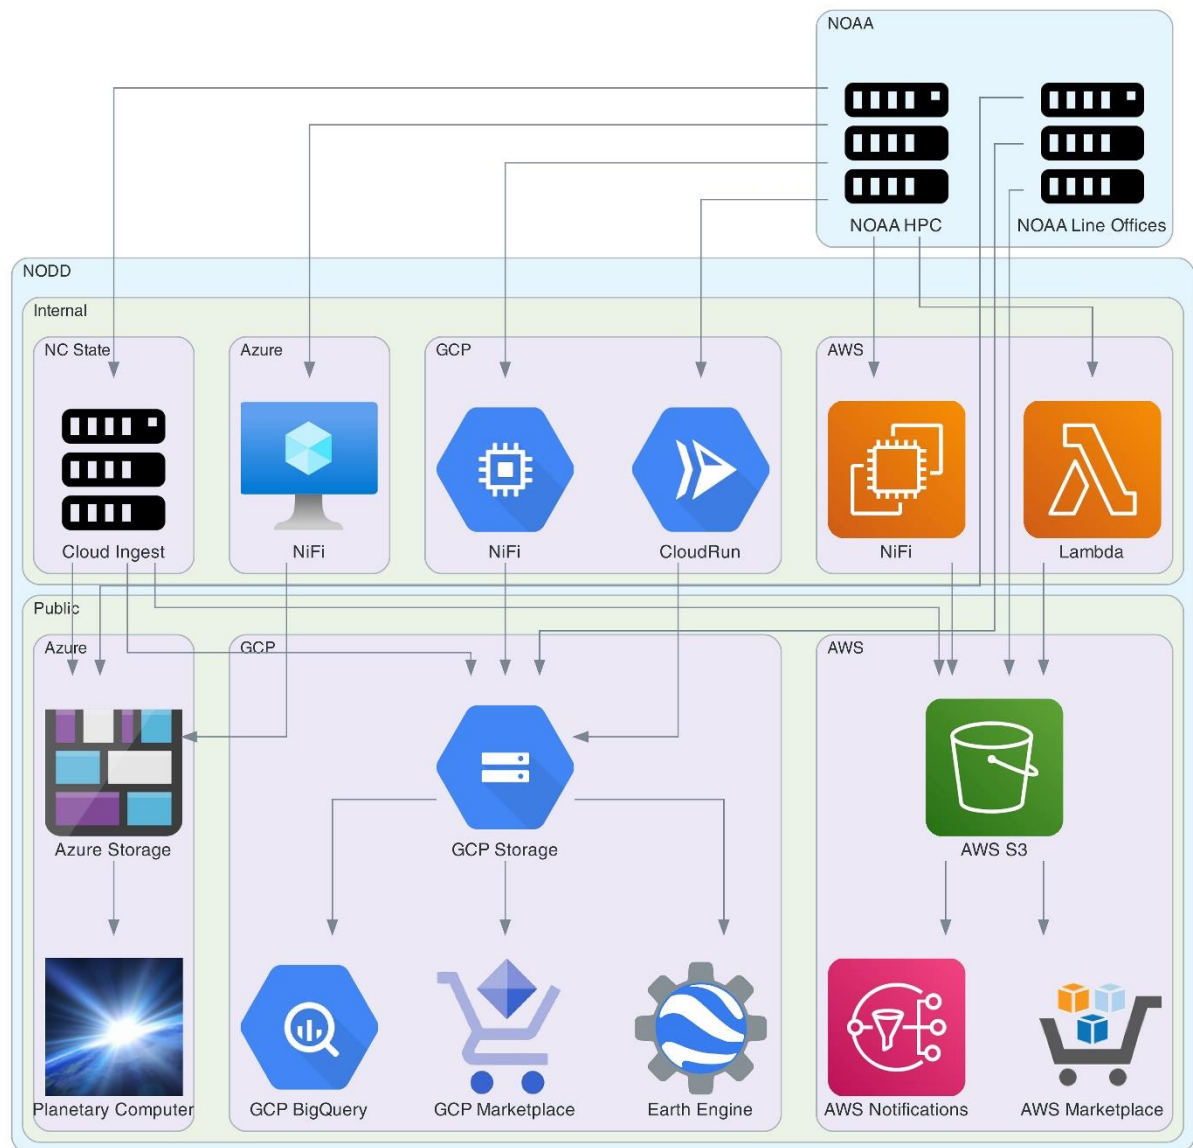 NOAA
NOAA HPC
NOAA Line Offices
NODD
Internal
NC State
Azure
GCP
AWS
Cloud Ingest
NiFi
NiFi
CloudRun
NiFi
Lambda
Public
Azure
GCP
AWS
Azure Storage
GCP Storage
AWS S3
Planetary Computer
GCP BigQuery
GCP Marketplace
Earth Engine
AWS Notifications
AWS Marketplace